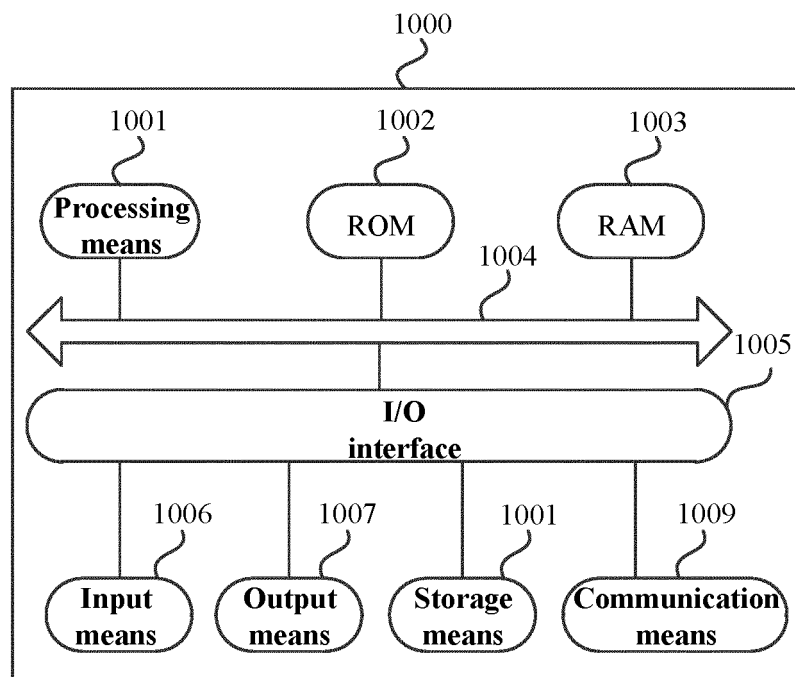 1000
1001
1002
1003
Processing
means
ROM
RAM
1004
1005
I/O
interface
1006
1007
1001
1009
Input
means
Output
means
Storage
means
Communication
means